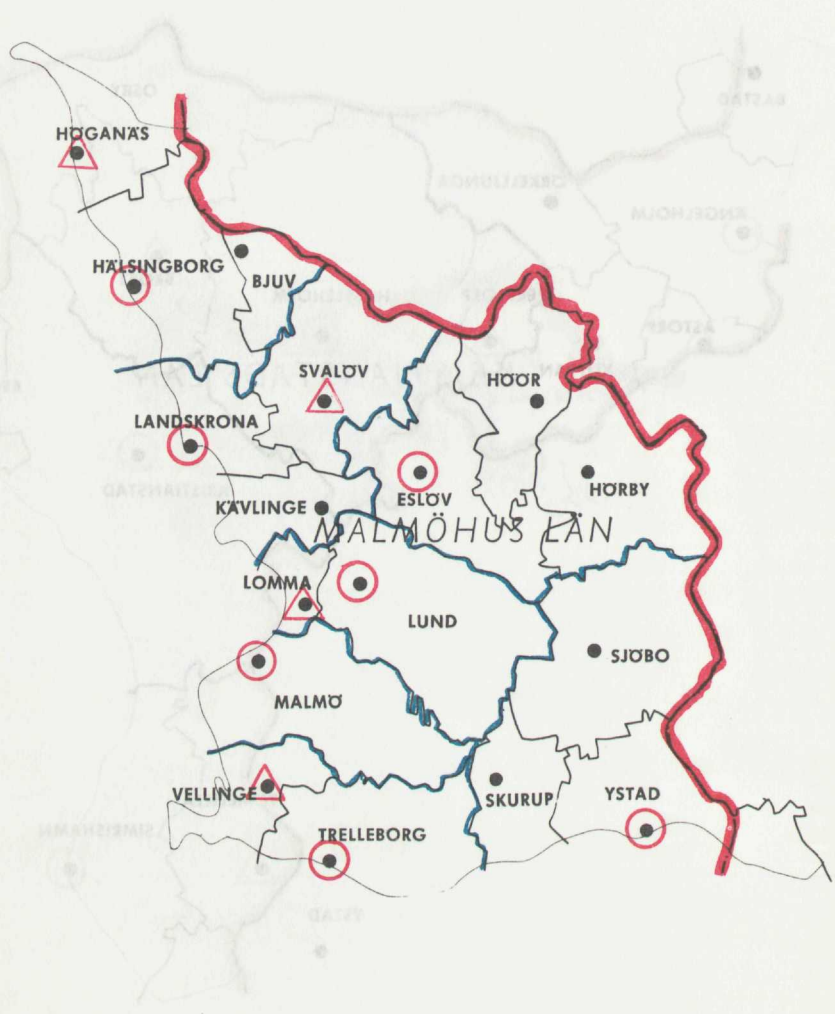 HÖGANÄS
HÄLSINGBORG
BJUV
SVALÖV
HÖÖR
LANDSKRONA
ESLÖV
HÖRBY
KÄVLINGE
MALMÖHUS LÄN
LOMMA
LUND
SJÖBO
MALMÖ
VELLINGE
SKURUP
YSTAD
TRELLEBORG